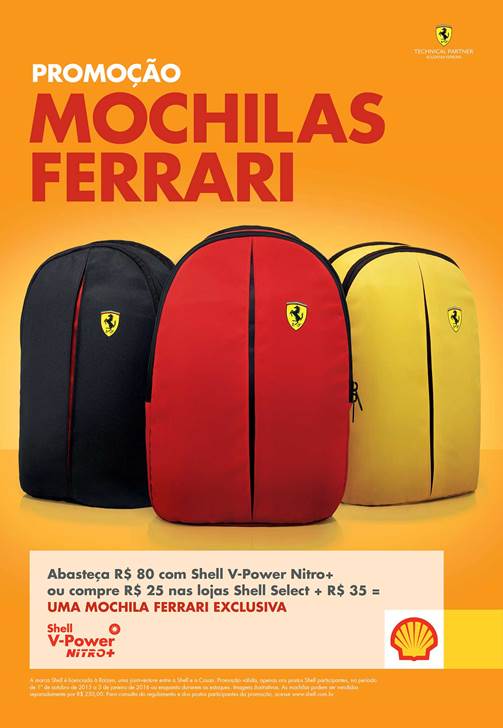 TECHNICAL PARTNER
SCUDERIA FERRARI
PROMOÇÃO
MOCHILAS
FERRARI
Abasteça R$ 80 com Shell V-Power Nitro+
ou compre R$ 25 nas lojas Shell Select + R$ 35 =
UMA MOCHILA FERRARI EXCLUSIVA
Shell
V-Power
NiTRO+
A marca Shell é licenciada à Raízen, uma joint-venture entre a Shell e a Cosan. Promoção válida, apenas em postos Shell participantes, no período
de 1º de outubro de 2015 a 3 de janeiro de 2016 ou enquanto durarem os estoques. Imagens ilustrativas. As mochilas podem ser vendidas
separadamente por R$ 250,00. Para consulta do regulamento e dos postos participantes da promoção, acesse www.shell.com.br